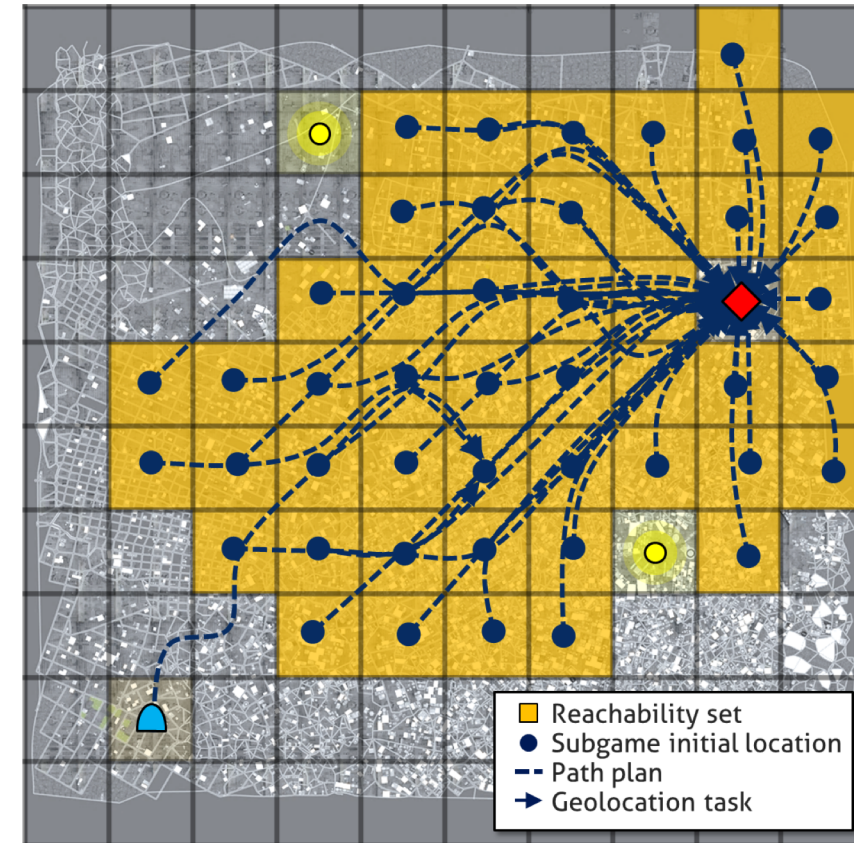 Reachability set
Subgame initial location
Path plan
Geolocation task